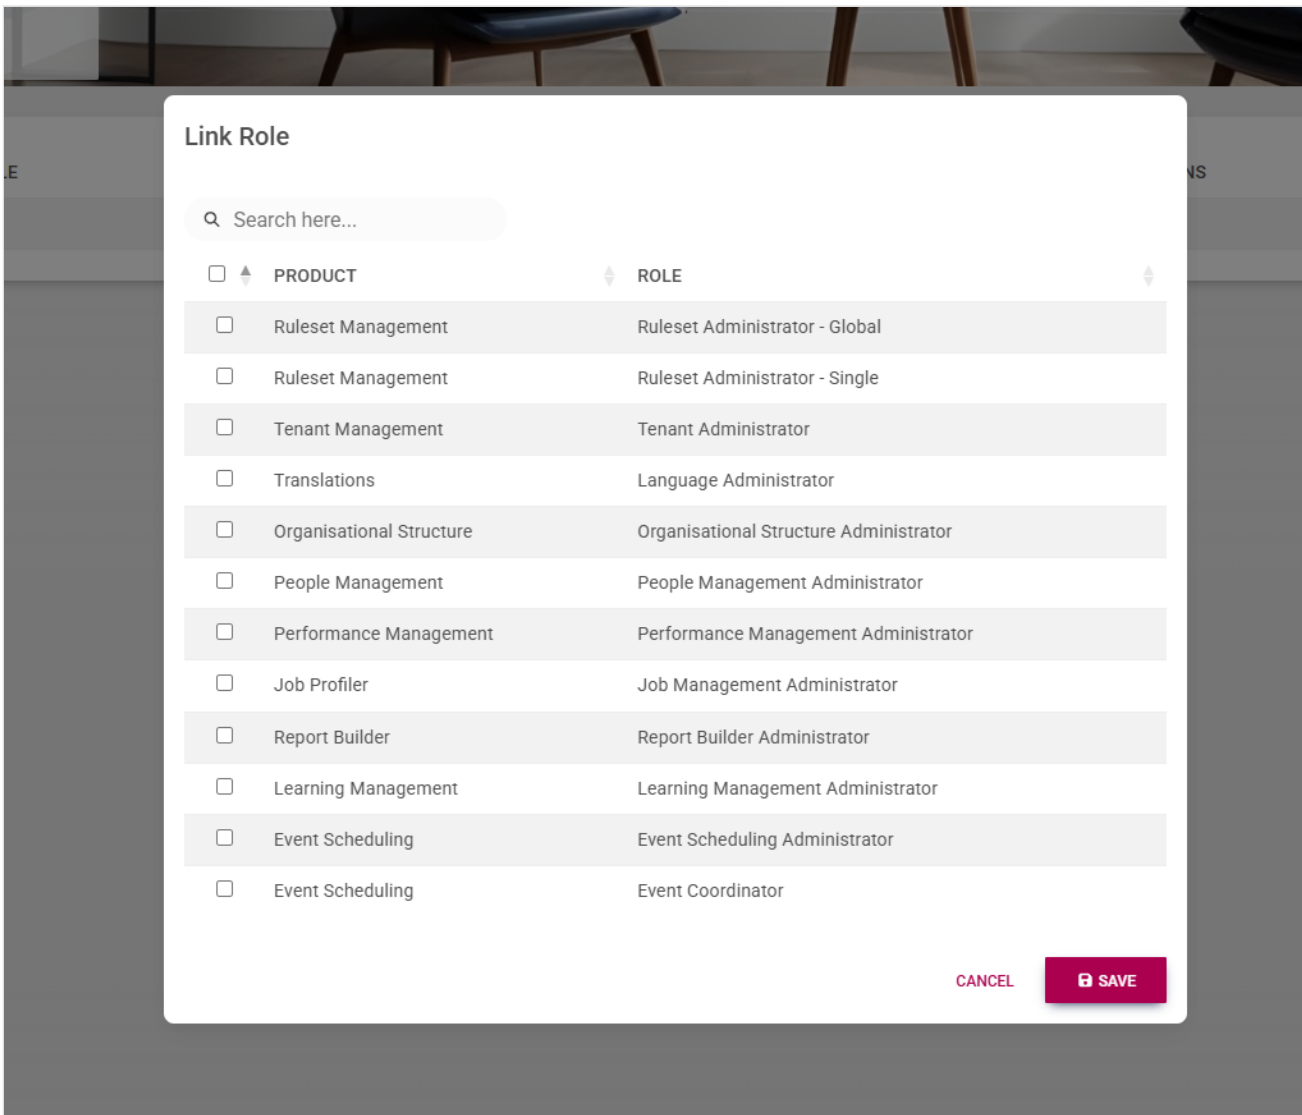 Link Role
LE
NS
Search here...
PRODUCT ROLE
Ruleset Management Ruleset Administrator - Global
Ruleset Management Ruleset Administrator - Single
Tenant Management Tenant Administrator
Translations Language Administrator
Organisational Structure Organisational Structure Administrator
People Management People Management Administrator
Performance Management Performance Management Administrator
Job Profiler Job Management Administrator
Report Builder Report Builder Administrator
Learning Management Learning Management Administrator
Event Scheduling Event Scheduling Administrator
Event Scheduling Event Coordinator
CANCEL SAVE